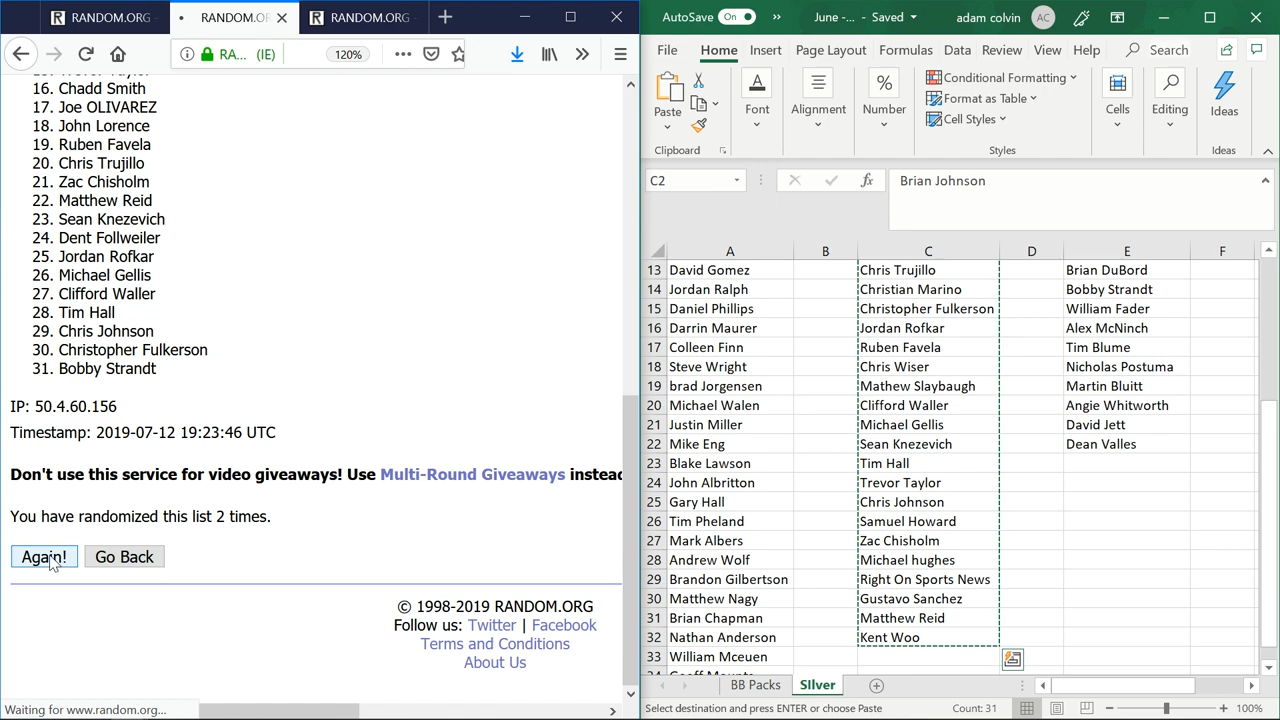 RANDOM.ORG
RANDOM.OR
RANDOM.ORG
RA... (IE)
120%
16. Chadd Smith
17. Joe OLIVAREZ
18. John Lorence
19. Ruben Favela
20. Chris Trujillo
21. Zac Chisholm
22. Matthew Reid
23. Sean Knezevich
24. Dent Follweiler
25. Jordan Rofkar
26. Michael Gellis
27. Clifford Waller
28. Tim Hall
29. Chris Johnson
30. Christopher Fulkerson
31. Bobby Strandt
IP: 50.4.60.156
Timestamp: 2019-07-12 19:23:46 UTC
Don't use this service for video giveaways! Use Multi-Round Giveaways instead
You have randomized this list 2 times.
Again! Go Back
© 1998-2019 RANDOM.ORG
Follow us: Twitter | Facebook
Terms and Conditions
About Us
Waiting for www.random.org...
AutoSave On June -... - Saved adam colvin AC
File Home Insert Page Layout Formulas Data Review View Help Search
Paste Font Alignment Number Conditional Formatting Format as Table Cell Styles Cells Editing Ideas
Clipboard Styles Ideas
C2 fx Brian Johnson
A B C D E F
13 David Gomez Chris Trujillo Brian DuBord
14 Jordan Ralph Christian Marino Bobby Strandt
15 Daniel Phillips Christopher Fulkerson William Fader
16 Darrin Maurer Jordan Rofkar Alex McNinch
17 Colleen Finn Ruben Favela Tim Blume
18 Steve Wright Chris Wiser Nicholas Postuma
19 brad Jorgensen Mathew Slaybaugh Martin Bluitt
20 Michael Walen Clifford Waller Angie Whitworth
21 Justin Miller Michael Gellis David Jett
22 Mike Eng Sean Knezevich Dean Valles
23 Blake Lawson Tim Hall
24 John Albritton Trevor Taylor
25 Gary Hall Chris Johnson
26 Tim Pheland Samuel Howard
27 Mark Albers Zac Chisholm
28 Andrew Wolf Michael hughes
29 Brandon Gilbertson Right On Sports News
30 Matthew Nagy Gustavo Sanchez
31 Brian Chapman Matthew Reid
32 Nathan Anderson Kent Woo
33 William Mceuen
BB Packs SIlver
Select destination and press ENTER or choose Paste Count: 31 100%